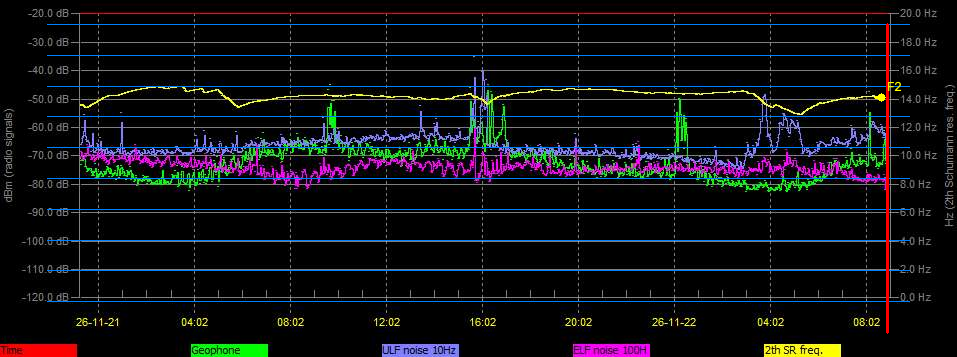 -20.0 dB 20.0 Hz
-30.0 dB 18.0 Hz
-40.0 dB 16.0 Hz
F2
-50.0 dB 14.0 Hz
-60.0 dB 12.0 Hz
-70.0 dB 10.0 Hz
-80.0 dB 8.0 Hz
-90.0 dB 6.0 Hz
-100.0 dB 4.0 Hz
-110.0 dB 2.0 Hz
-120.0 dB 0.0 Hz
dBm (radio signals)
Hz (2th Schumann res. freq.)
26-11-21 04:02 08:02 12:02 16:02 20:02 26-11-22 04:02 08:02
Time Geophone ULF noise 10Hz ELF noise 100H 2th SR freq.